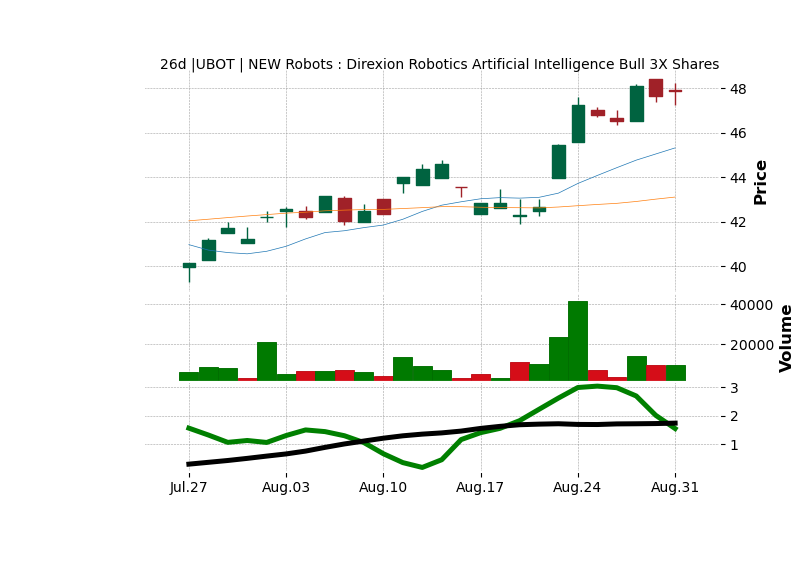 26d |UBOT | NEW Robots : Direxion Robotics Artificial Intelligence Bull 3X Shares
48
46
44
42
40
Price
40000
20000
Volume
3
2
1
Jul.27 Aug.03 Aug.10 Aug.17 Aug.24 Aug.31